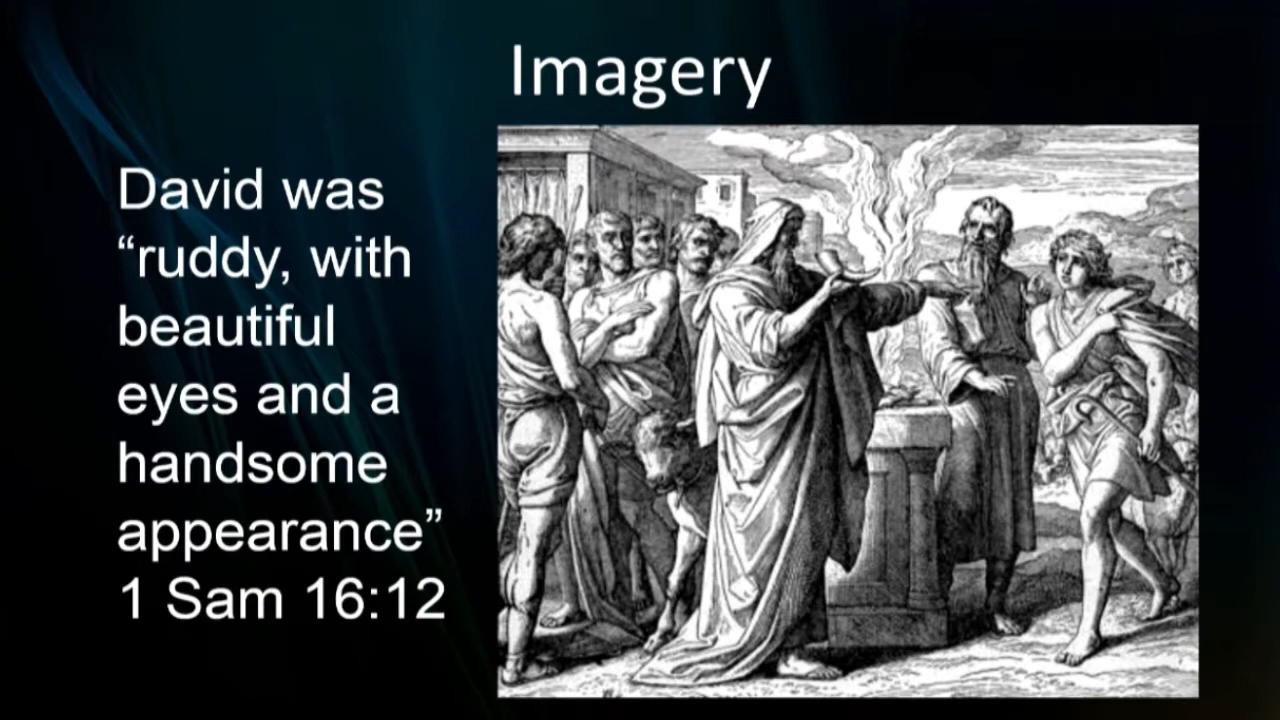 Imagery
David was
“ruddy, with
beautiful
eyes and a
handsome
appearance”
1 Sam 16:12